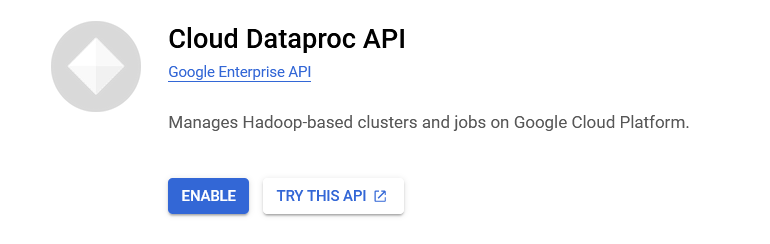 Cloud Dataproc API
Google Enterprise API
Manages Hadoop-based clusters and jobs on Google Cloud Platform.
ENABLE
TRY THIS API